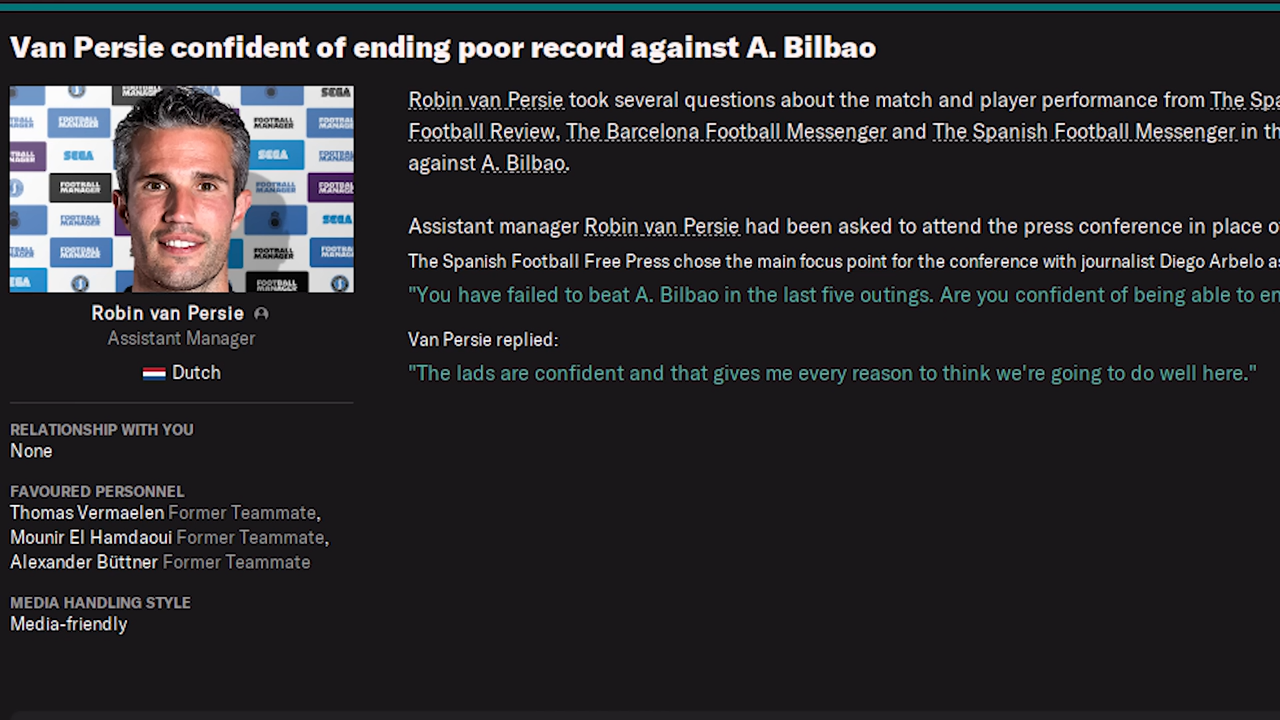 Van Persie confident of ending poor record against A. Bilbao
SEGA
FOOTBALL MANAGER
Robin van Persie
Assistant Manager
Dutch
RELATIONSHIP WITH YOU
None
FAVOURED PERSONNEL
Thomas Vermaelen Former Teammate,
Mounir El Hamdaoui Former Teammate,
Alexander Büttner Former Teammate
MEDIA HANDLING STYLE
Media-friendly
Robin van Persie took several questions about the match and player performance from The Spa
Football Review, The Barcelona Football Messenger and The Spanish Football Messenger in th
against A. Bilbao.
Assistant manager Robin van Persie had been asked to attend the press conference in place o
The Spanish Football Free Press chose the main focus point for the conference with journalist Diego Arbelo as
"You have failed to beat A. Bilbao in the last five outings. Are you confident of being able to en
Van Persie replied:
"The lads are confident and that gives me every reason to think we're going to do well here."